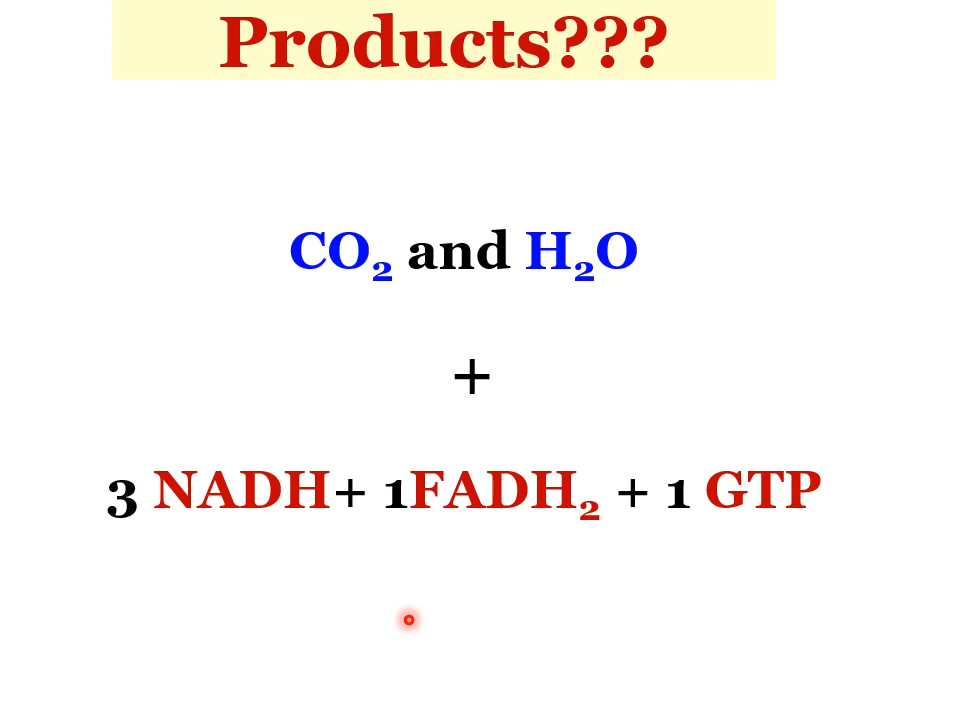 Products???
CO₂ and H₂O
+
3 NADH+ 1FADH₂ + 1 GTP